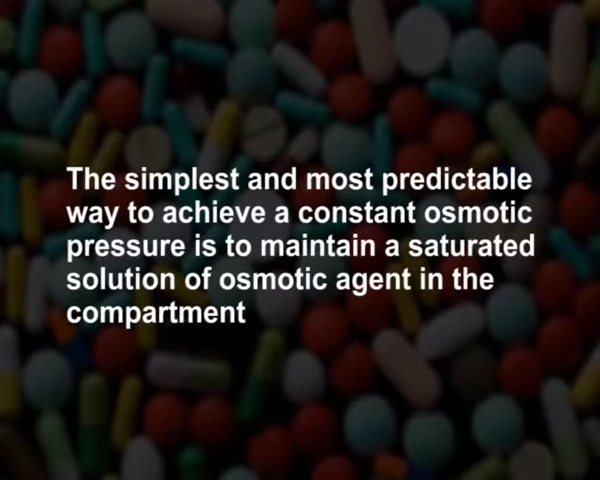 The simplest and most predictable
way to achieve a constant osmotic
pressure is to maintain a saturated
solution of osmotic agent in the
compartment